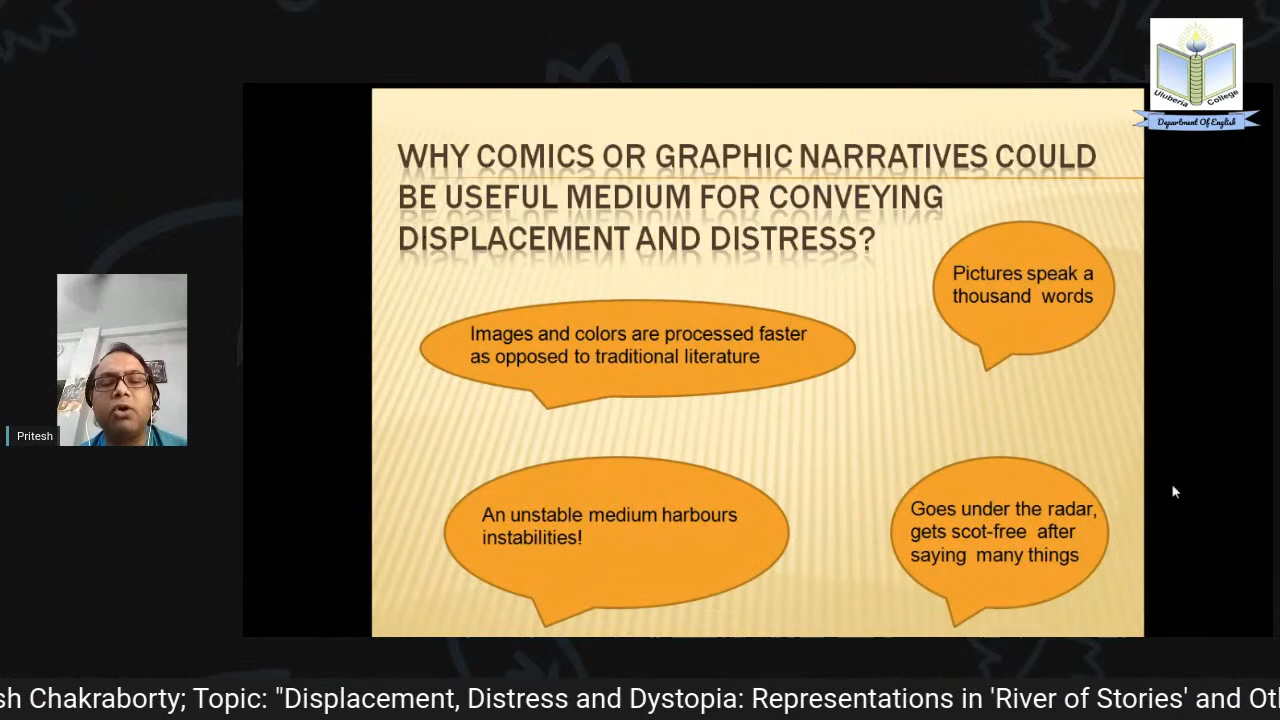 Uluberia College
Department Of English
WHY COMICS OR GRAPHIC NARRATIVES COULD
BE USEFUL MEDIUM FOR CONVEYING
DISPLACEMENT AND DISTRESS?
Pictures speak a
thousand words
Images and colors are processed faster
as opposed to traditional literature
An unstable medium harbours
instabilities!
Goes under the radar,
gets scot-free after
saying many things
Pritesh
sh Chakraborty; Topic: "Displacement, Distress and Dystopia: Representations in 'River of Stories' and Ot